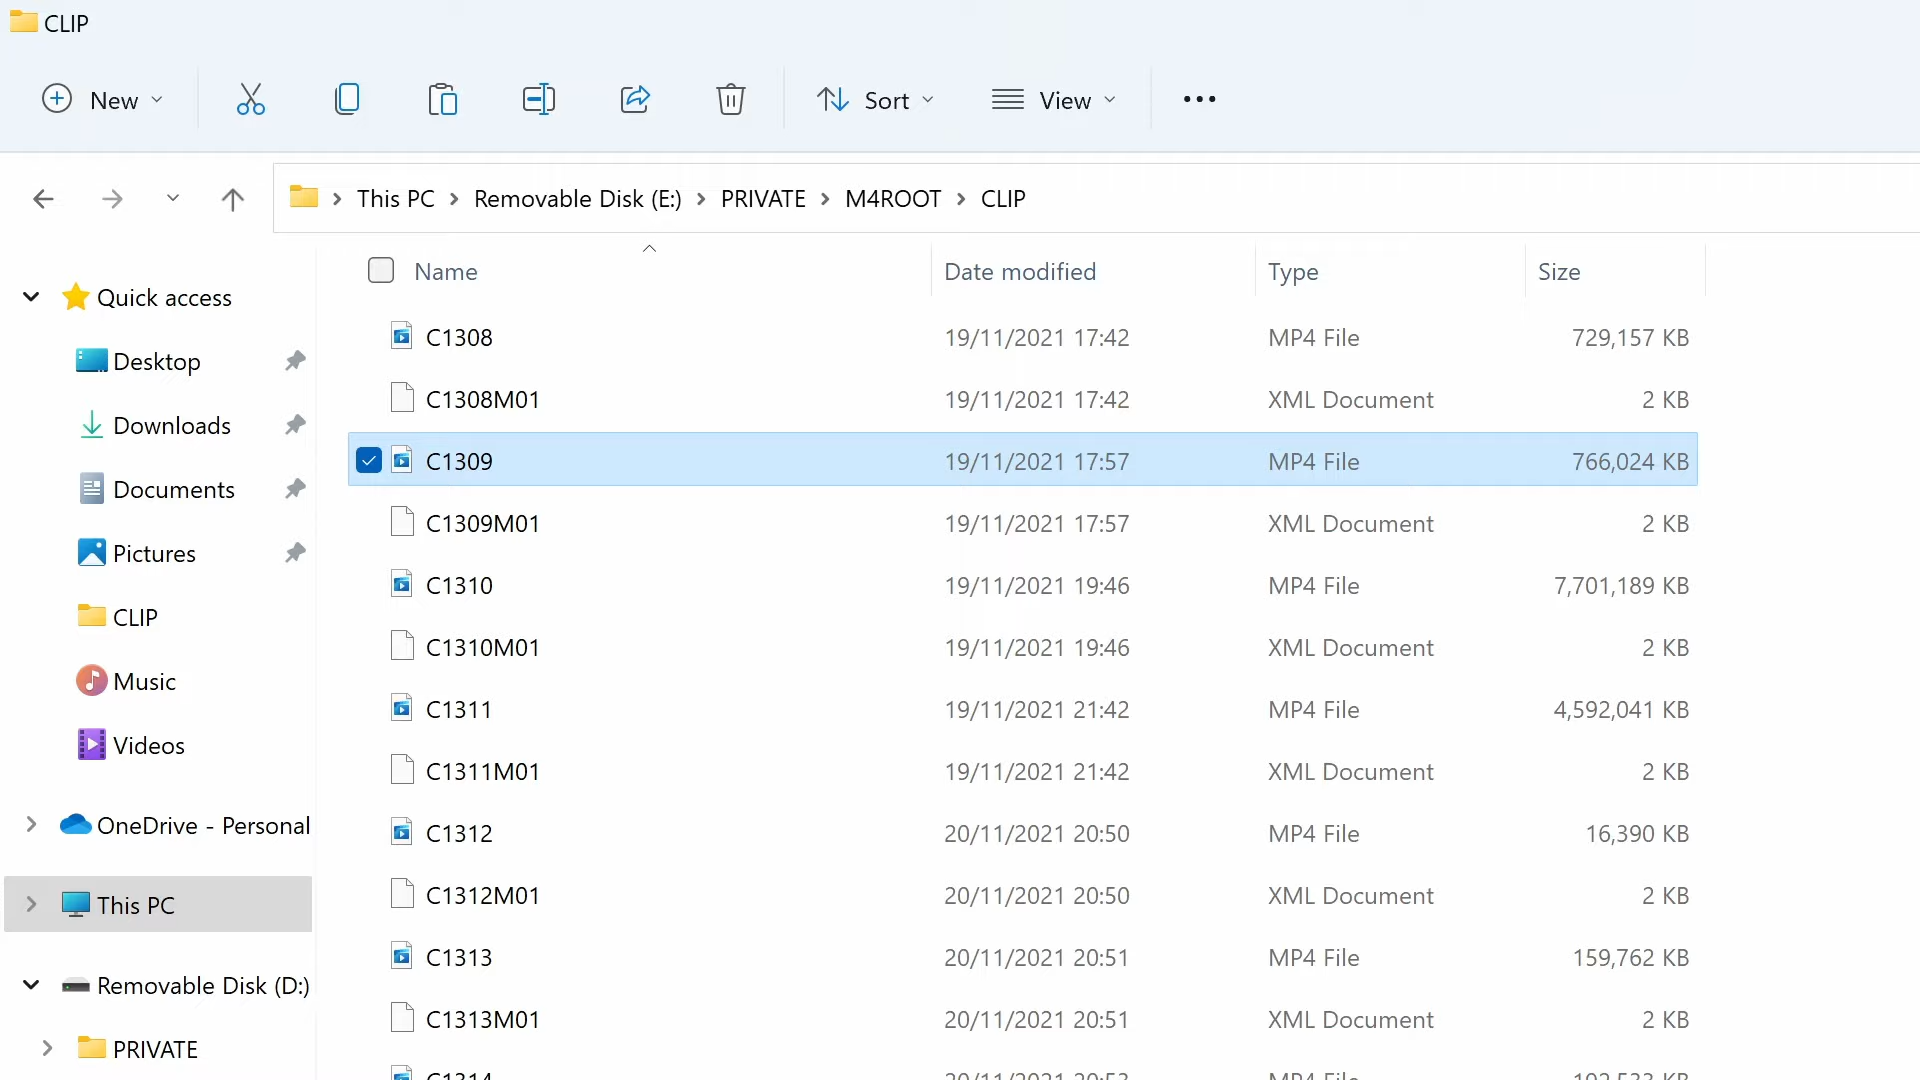 CLIP
New
Sort
View
This PC
Removable Disk (E:)
PRIVATE
M4ROOT
CLIP
Name Date modified Type Size
Quick access
Desktop
Downloads
Documents
Pictures
CLIP
Music
Videos
OneDrive - Personal
This PC
Removable Disk (D:)
PRIVATE
C1308 19/11/2021 17:42 MP4 File 729,157 KB
C1308M01 19/11/2021 17:42 XML Document 2 KB
C1309 19/11/2021 17:57 MP4 File 766,024 KB
C1309M01 19/11/2021 17:57 XML Document 2 KB
C1310 19/11/2021 19:46 MP4 File 7,701,189 KB
C1310M01 19/11/2021 19:46 XML Document 2 KB
C1311 19/11/2021 21:42 MP4 File 4,592,041 KB
C1311M01 19/11/2021 21:42 XML Document 2 KB
C1312 20/11/2021 20:50 MP4 File 16,390 KB
C1312M01 20/11/2021 20:50 XML Document 2 KB
C1313 20/11/2021 20:51 MP4 File 159,762 KB
C1313M01 20/11/2021 20:51 XML Document 2 KB
C1314 20/11/2021 MP4 File KB